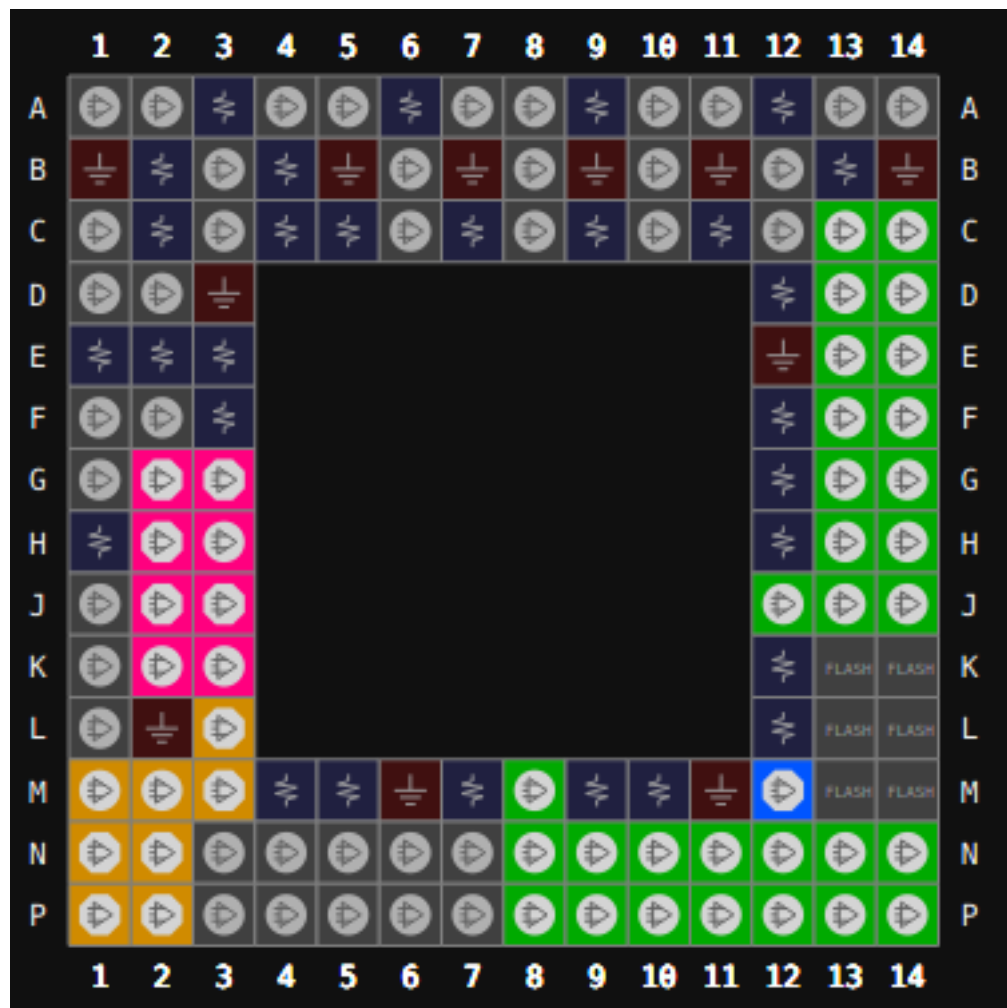 1 2 3 4 5 6 7 8 9 10 11 12 13 14
A A
B B
C C
D D
E E
F F
G G
H H
J J
K FLASH FLASH K
L FLASH FLASH L
M FLASH FLASH M
N N
P P
1 2 3 4 5 6 7 8 9 10 11 12 13 14